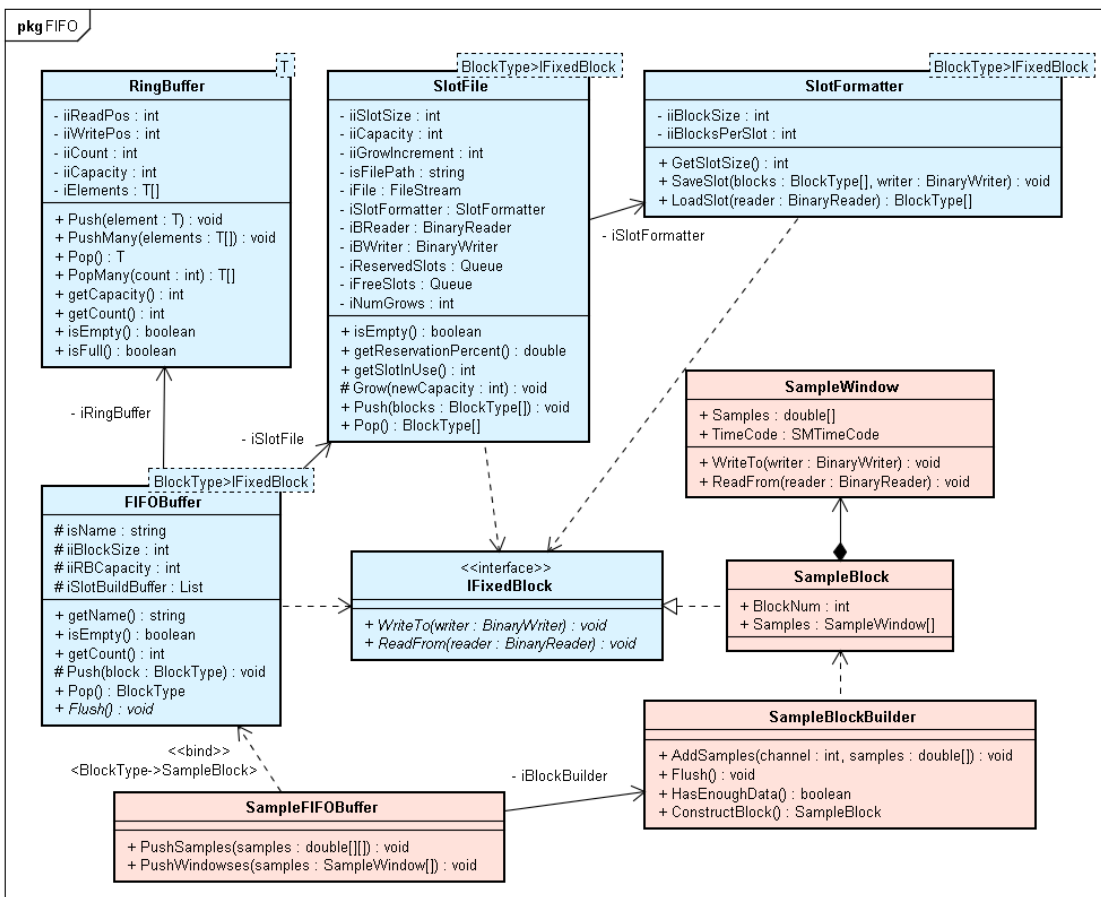 pkg FIFO
T
RingBuffer
- iiReadPos : int
- iiWritePos : int
- iiCount : int
- iiCapacity : int
- iElements : T[]
+ Push(element : T) : void
+ PushMany(elements : T[]) : void
+ Pop() : T
+ PopMany(count : int) : T[]
+ getCapacity() : int
+ getCount() : int
+ isEmpty() : boolean
+ isFull() : boolean
BlockType>IFixedBlock
SlotFile
- iiSlotSize : int
- iiCapacity : int
- iiGrowIncrement : int
- isFilePath : string
- iFile : FileStream
- iSlotFormatter : SlotFormatter
- iBReader : BinaryReader
- iBWriter : BinaryWriter
- iReservedSlots : Queue
- iFreeSlots : Queue
- iNumGrows : int
+ isEmpty() : boolean
+ getReservationPercent() : double
+ getSlotInUse() : int
# Grow(newCapacity : int) : void
+ Push(blocks : BlockType[]) : void
+ Pop() : BlockType[]
BlockType>IFixedBlock
SlotFormatter
- iiBlockSize : int
- iiBlocksPerSlot : int
+ GetSlotSize() : int
+ SaveSlot(blocks : BlockType[], writer : BinaryWriter) : void
+ LoadSlot(reader : BinaryReader) : BlockType[]
- iSlotFormatter
- iRingBuffer
- iSlotFile
SampleWindow
+ Samples : double[]
+ TimeCode : SMTimeCode
+ WriteTo(writer : BinaryWriter) : void
+ ReadFrom(reader : BinaryReader) : void
BlockType>IFixedBlock
FIFOBuffer
# isName : string
# iiBlockSize : int
# iiRBCapacity : int
# iSlotBuildBuffer : List
+ getName() : string
+ isEmpty() : boolean
+ getCount() : int
# Push(block : BlockType) : void
+ Pop() : BlockType
+ Flush() : void
<<interface>>
IFixedBlock
+ WriteTo(writer : BinaryWriter) : void
+ ReadFrom(reader : BinaryReader) : void
SampleBlock
+ BlockNum : int
+ Samples : SampleWindow[]
SampleBlockBuilder
+ AddSamples(channel : int, samples : double[]) : void
+ Flush() : void
+ HasEnoughData() : boolean
+ ConstructBlock() : SampleBlock
<<bind>>
<BlockType->SampleBlock>
- iBlockBuilder
SampleFIFOBuffer
+ PushSamples(samples : double[][]) : void
+ PushWindowses(samples : SampleWindow[]) : void